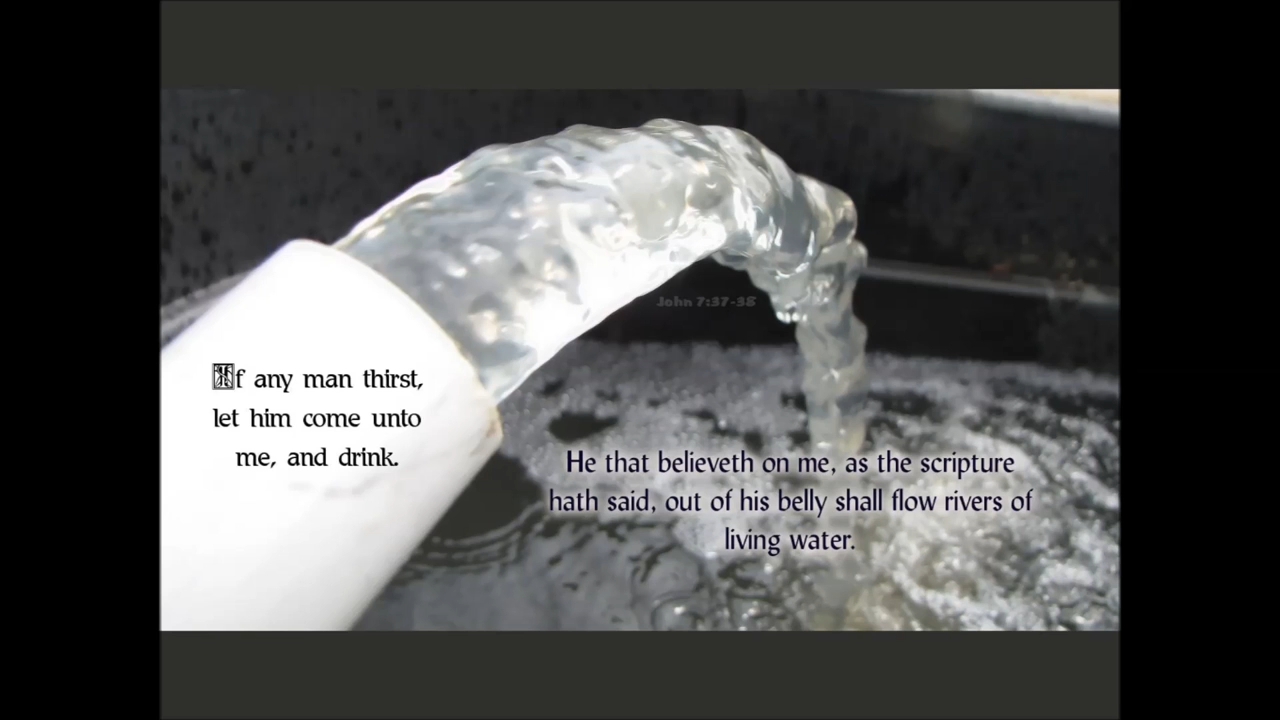 John 7:37-38
If any man thirst,
let him come unto
me, and drink.
He that believeth on me, as the scripture
hath said, out of his belly shall flow rivers of
living water.